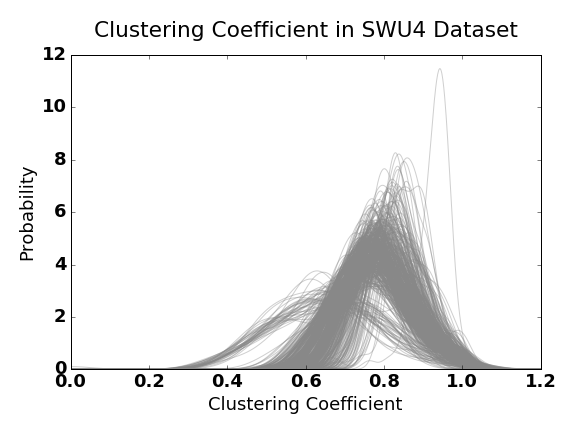 Clustering Coefficient in SWU4 Dataset
12
10
8
6
4
2
0
Probability
0.0 0.2 0.4 0.6 0.8 1.0 1.2
Clustering Coefficient